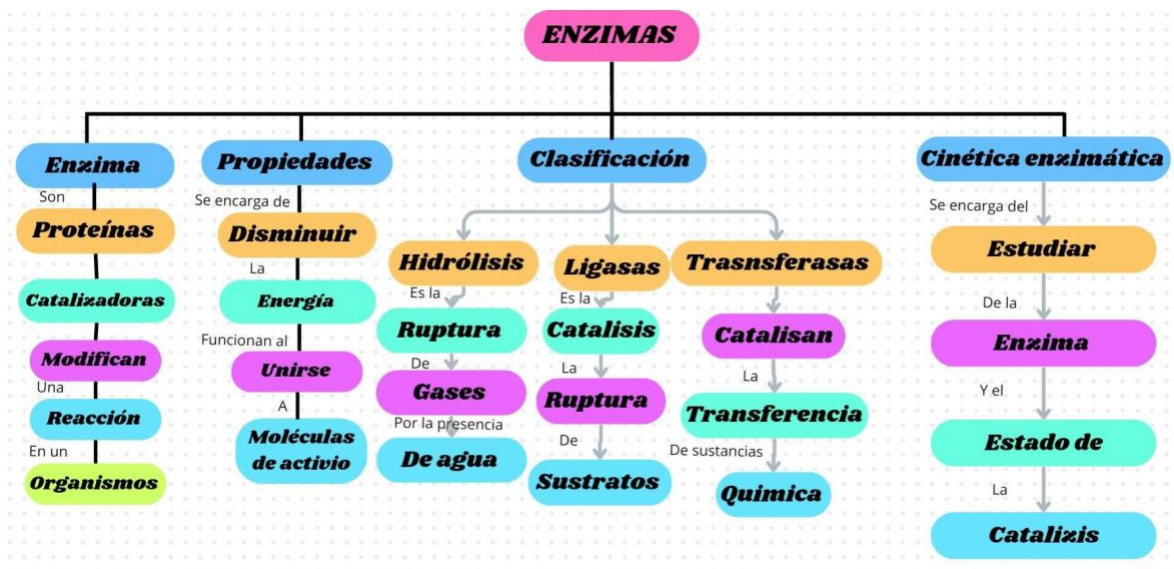 ENZIMAS
Enzima
Son
Proteínas
Catalizadoras
Modifican
Una
Reacción
En un
Organismos
Propiedades
Se encarga de
Disminuir
La
Energía
Funcionan al
Unirse
A
Moléculas
de activio
Clasificación
Hidrólisis
Es la
Ruptura
De
Gases
Por la presencia
De agua
Ligasas
Es la
Catalisis
La
Ruptura
De
Sustratos
Trasnsferasas
Catalisan
La
Transferencia
De sustancias
Quimica
Cinética enzimática
Se encarga del
Estudiar
De la
Enzima
Y el
Estado de
La
Catalizis